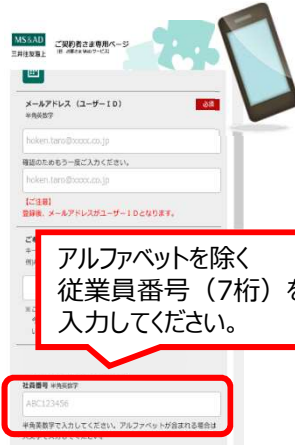 MS&AD
三井住友海上
ご契約者さま専用ページ
メールアドレス（ユーザーＩＤ）
必須
半角英数字
hoken.taro@xxxx.co.jp
確認のためもう一度ご入力ください。
hoken.taro@xxxx.co.jp
【ご注意】
登録後、メールアドレスがユーザーＩＤとなります。
アルファベットを除く
従業員番号（7桁）を
入力してください。
社員番号 半角英数字
ABC123456
半角英数字で入力してください。アルファベットが含まれる場合は